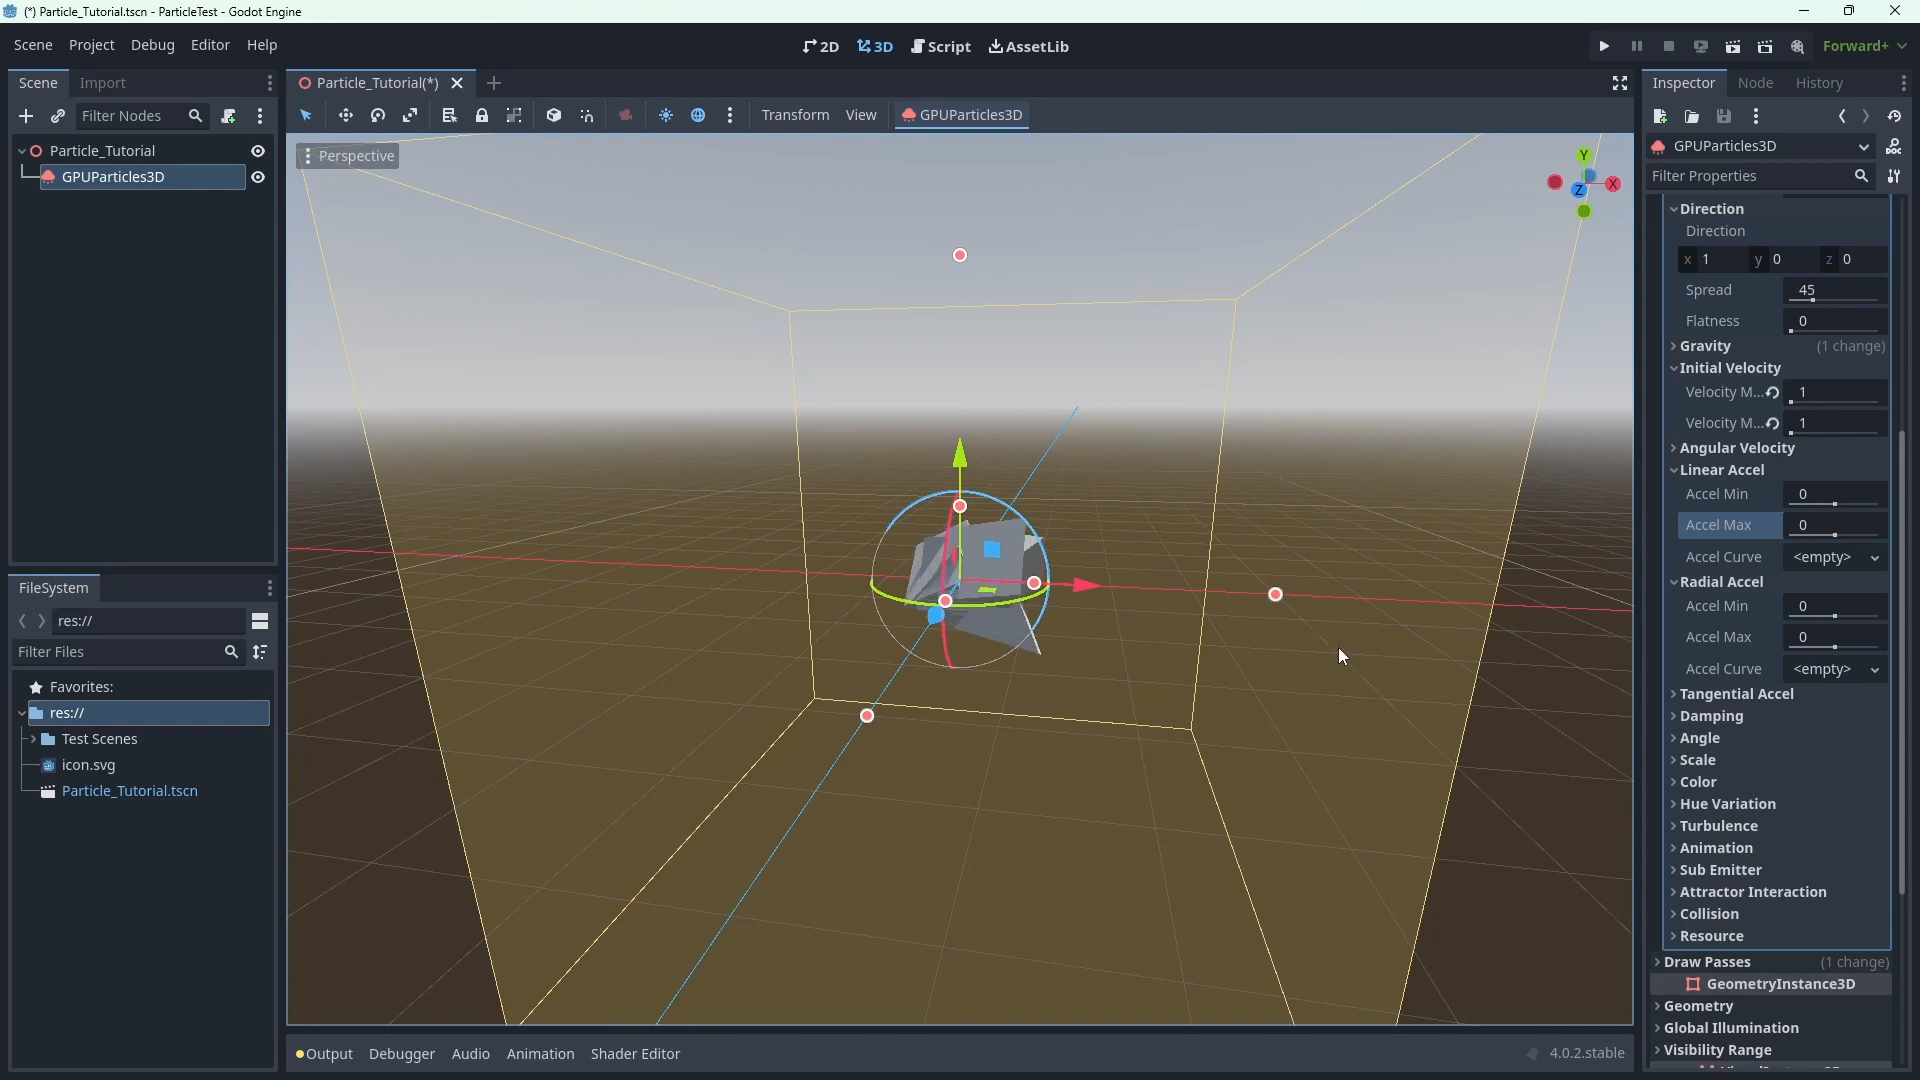 (*) Particle_Tutorial.tscn - ParticleTest - Godot Engine
Scene Project Debug Editor Help
2D 3D Script AssetLib
Forward+
Scene Import
Particle_Tutorial(*)
Inspector Node History
Filter Nodes
Transform View GPUParticles3D
Particle_Tutorial
GPUParticles3D
Perspective
Y
X
Z
GPUParticles3D
Filter Properties
Direction
Direction
x 1 y 0 z 0
Spread 45
Flatness 0
Gravity (1 change)
Initial Velocity
Velocity M... 1
Velocity M... 1
Angular Velocity
Linear Accel
Accel Min 0
Accel Max 0
Accel Curve <empty>
Radial Accel
Accel Min 0
Accel Max 0
Accel Curve <empty>
Tangential Accel
Damping
Angle
Scale
Color
Hue Variation
Turbulence
Animation
Sub Emitter
Attractor Interaction
Collision
Resource
Draw Passes (1 change)
GeometryInstance3D
Geometry
Global Illumination
Visibility Range
FileSystem
res://
Filter Files
Favorites:
res://
Test Scenes
icon.svg
Particle_Tutorial.tscn
Output Debugger Audio Animation Shader Editor
4.0.2.stable